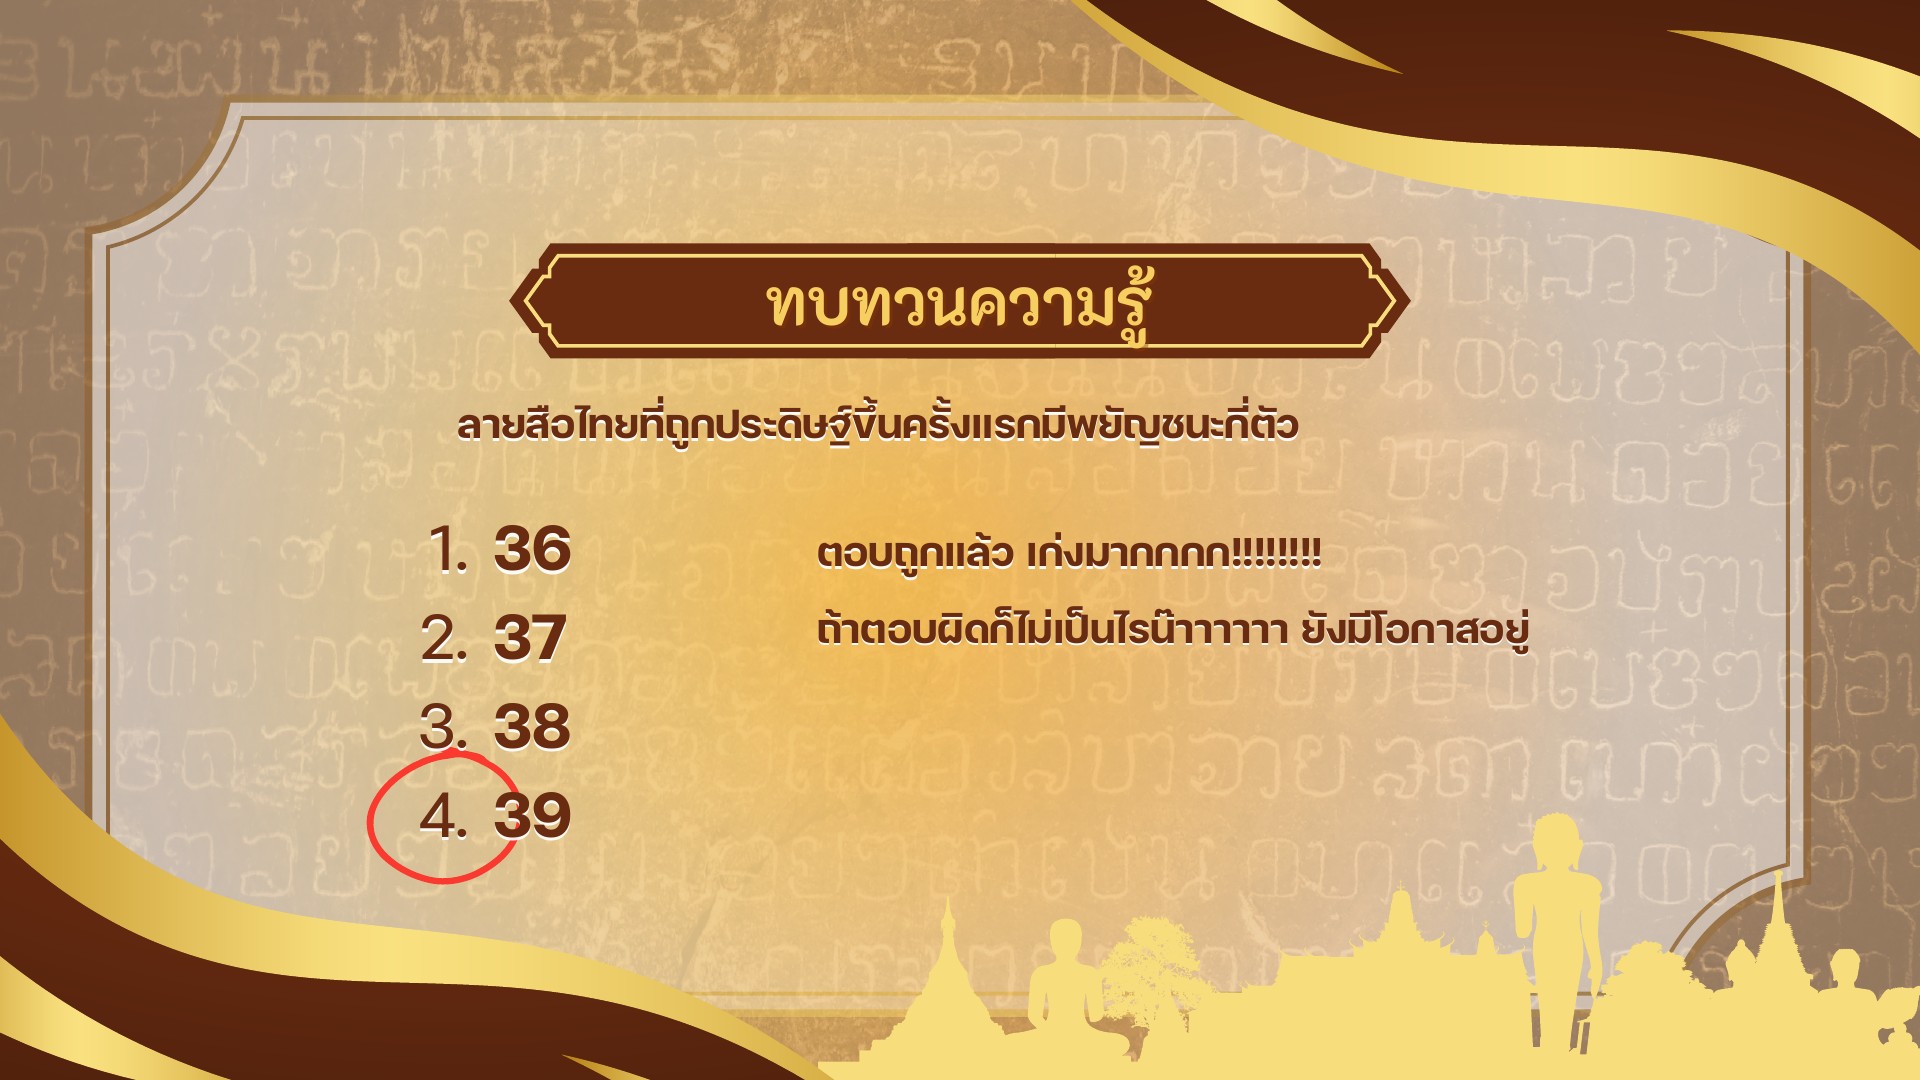 ทบทวนความรู้
ลายสือไทยที่ถูกประดิษฐ์ขึ้นครั้งแรกมีพยัญชนะกี่ตัว
1. 36
2. 37
3. 38
4. 39
ตอบถูกแล้ว เก่งมากกกก!!!!!!!!
ถ้าตอบผิดก็ไม่เป็นไรน๊าาาาาา ยังมีโอกาสอยู่